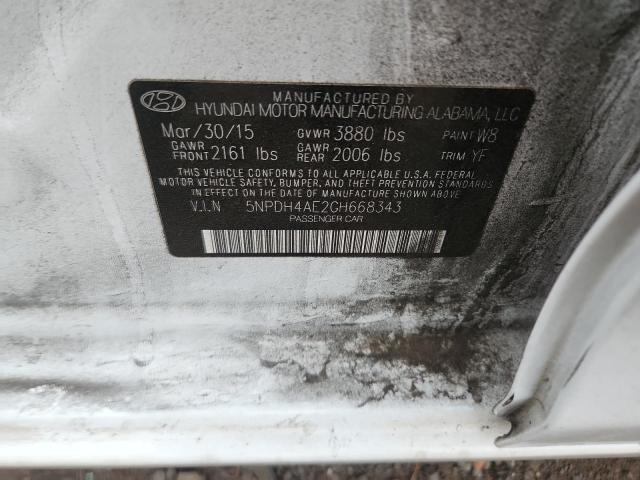 MANUFACTURED BY
HYUNDAI MOTOR MANUFACTURING ALABAMA, LLC
Mar/30/15 GVWR 3880 lbs PAINT W8
GAWR FRONT 2161 lbs GAWR REAR 2006 lbs TRIM YF
THIS VEHICLE CONFORMS TO ALL APPLICABLE U.S.A. FEDERAL
MOTOR VEHICLE SAFETY, BUMPER, AND THEFT PREVENTION STANDARDS
IN EFFECT ON THE DATE OF MANUFACTURE SHOWN ABOVE.
V.I.N 5NPDH4AE2GH668343
PASSENGER CAR